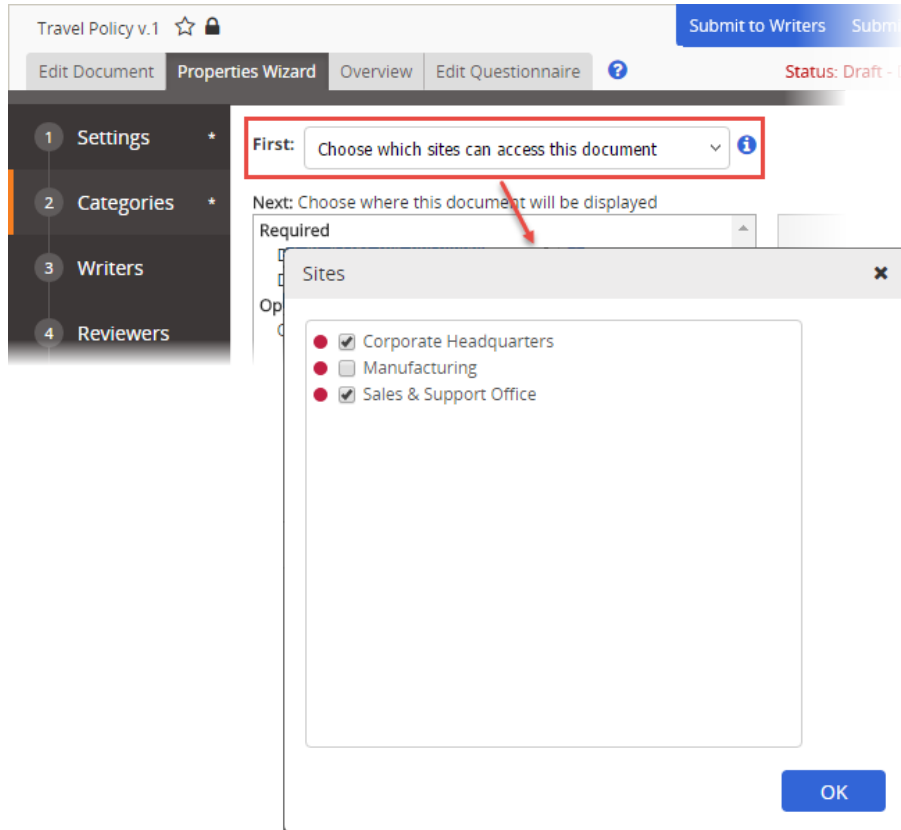 Travel Policy v.1
Submit to Writers Subm
Edit Document Properties Wizard Overview Edit Questionnaire ?
Status: Draft -
1 Settings *
First: Choose which sites can access this document i
2 Categories *
Next: Choose where this document will be displayed
Required
3 Writers
Op
4 Reviewers
Sites
Corporate Headquarters
Manufacturing
Sales & Support Office
OK